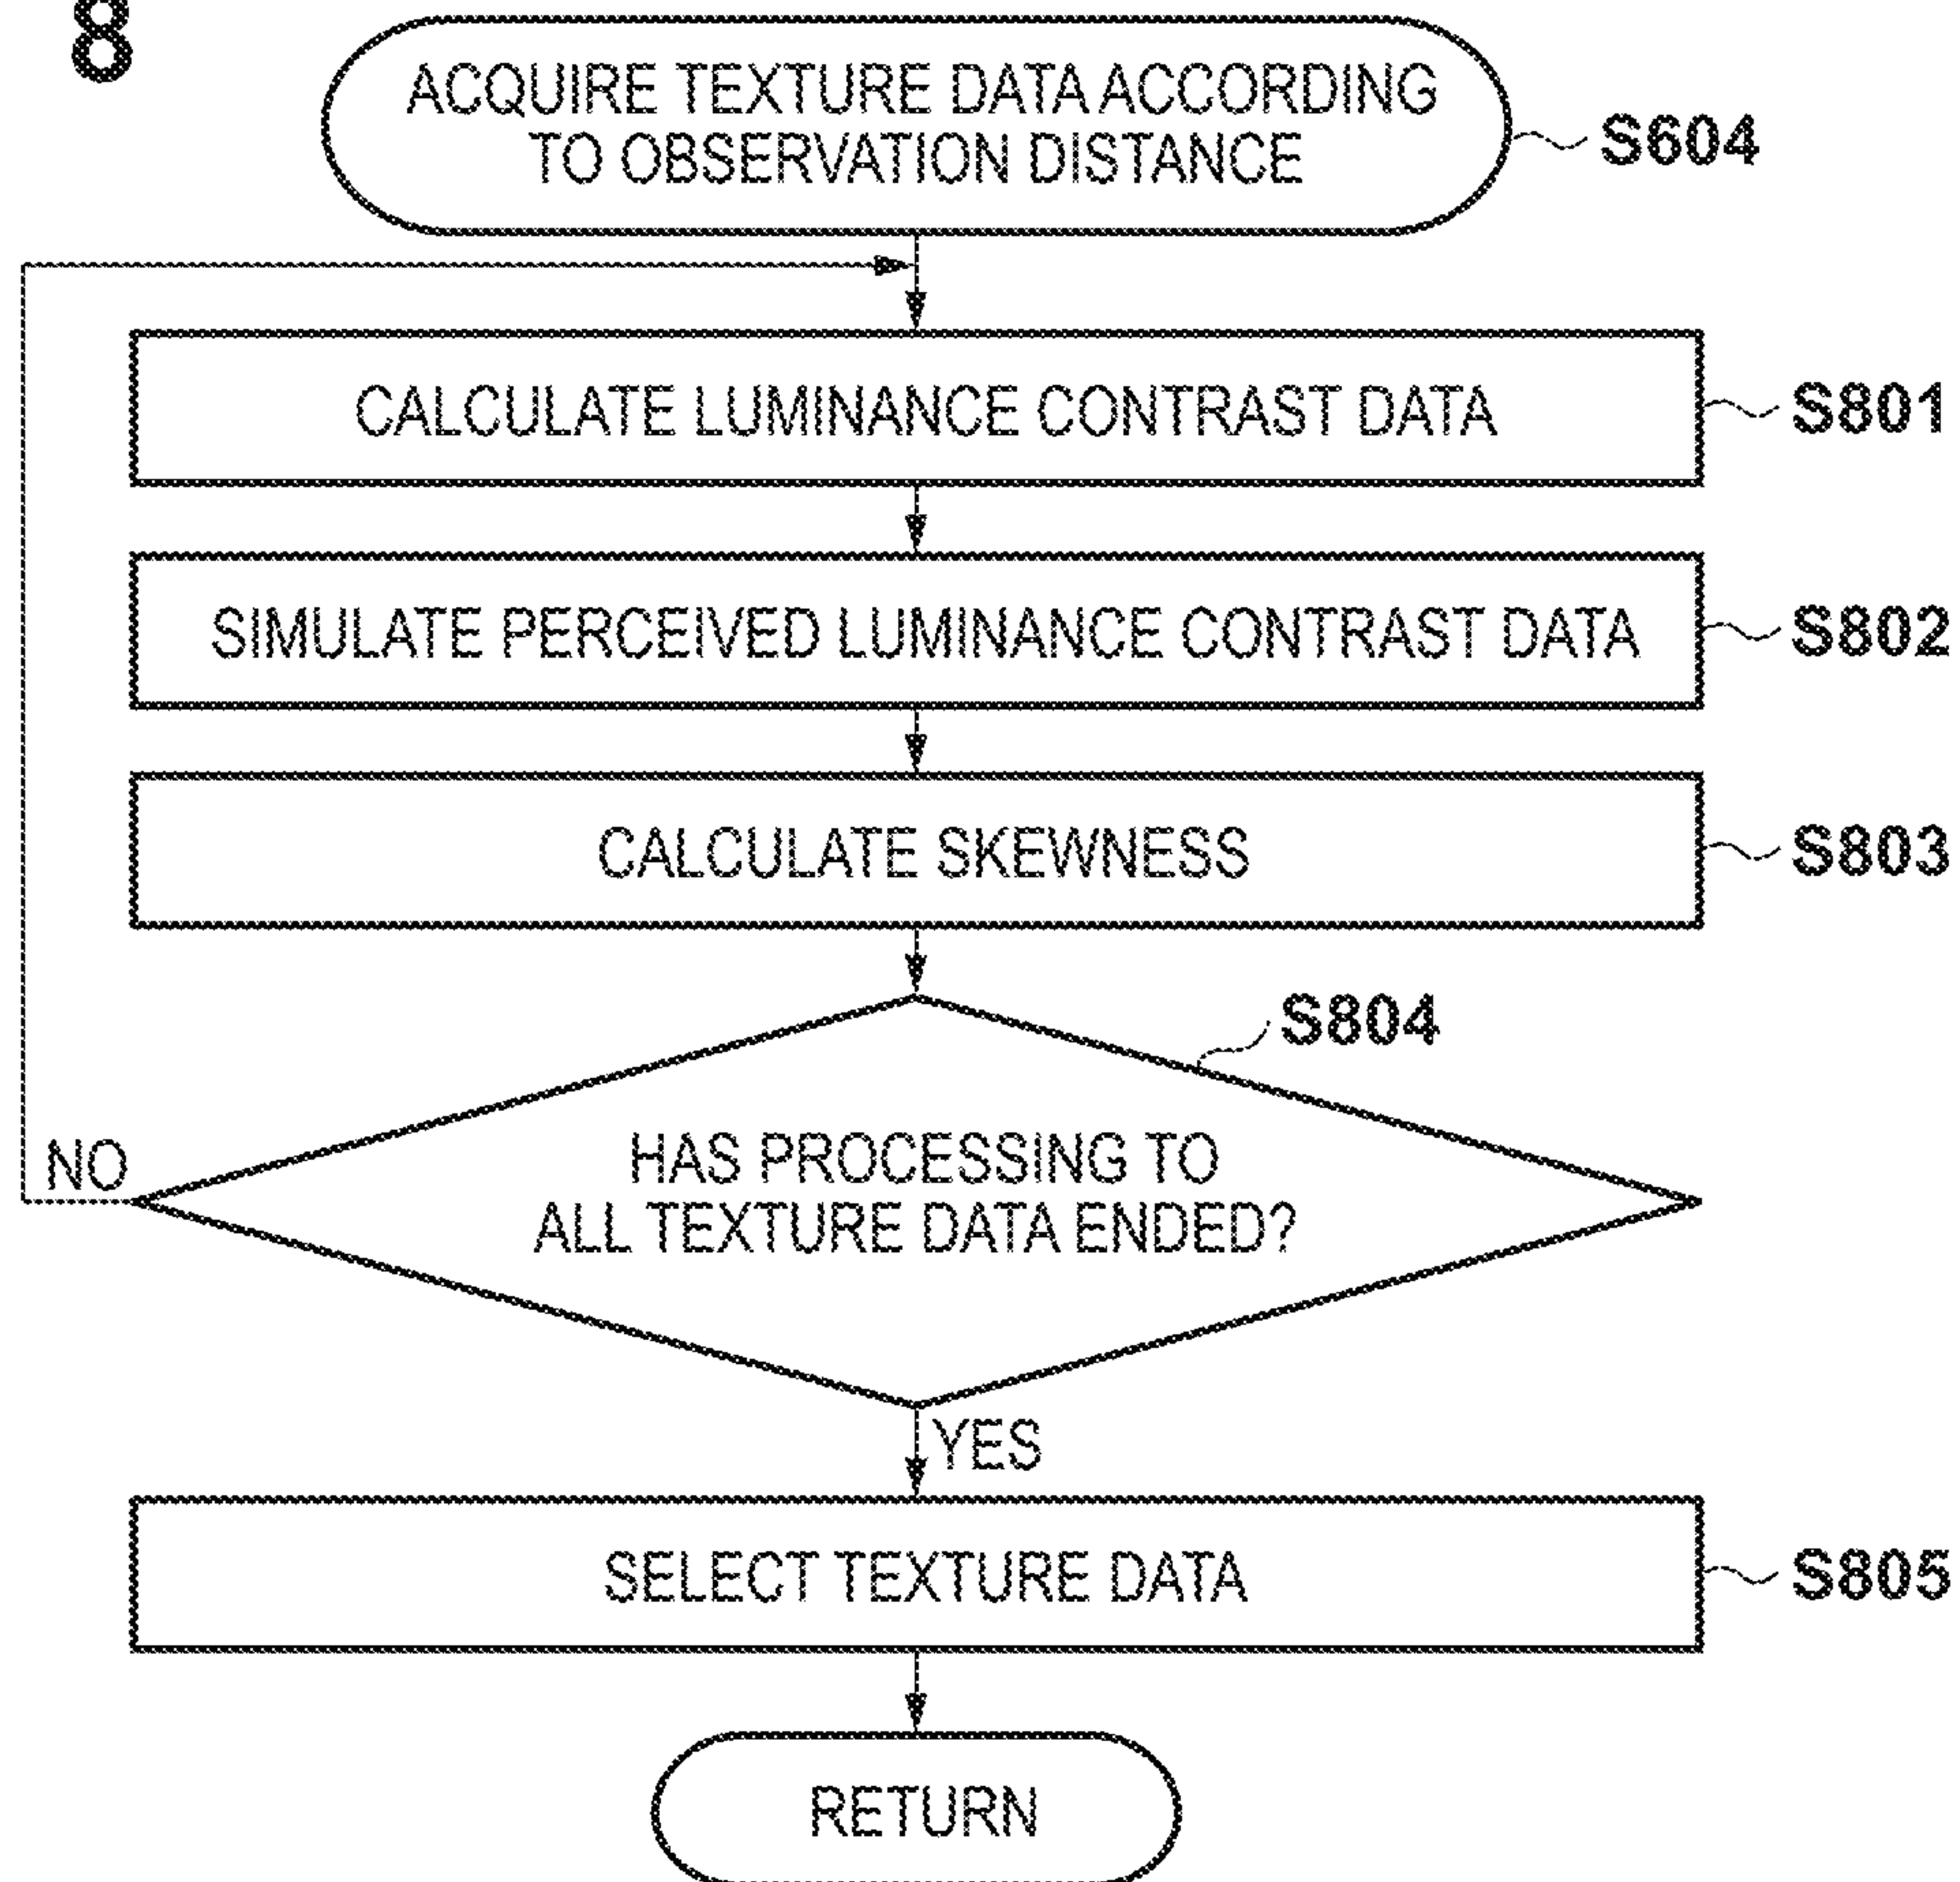 8
ACQUIRE TEXTURE DATA ACCORDING
TO OBSERVATION DISTANCE
S604
CALCULATE LUMINANCE CONTRAST DATA
S801
SIMULATE PERCEIVED LUMINANCE CONTRAST DATA
S802
CALCULATE SKEWNESS
S803
S804
HAS PROCESSING TO
ALL TEXTURE DATA ENDED?
NO
YES
SELECT TEXTURE DATA
S805
RETURN